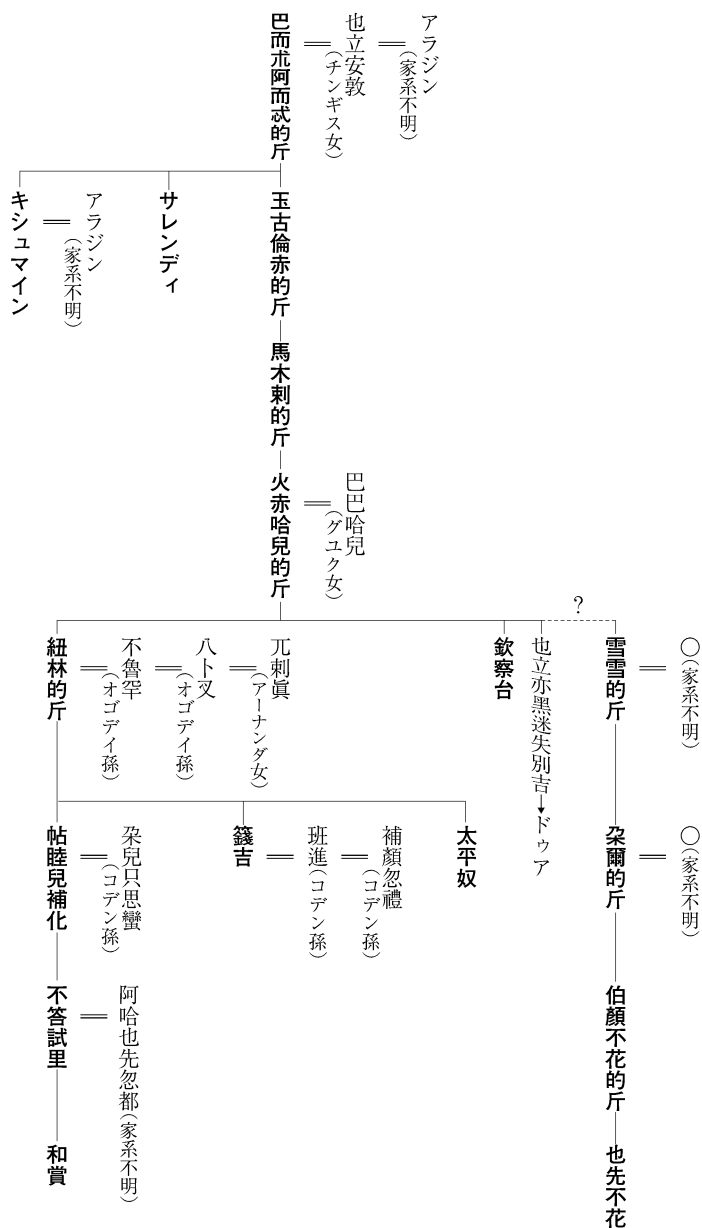 アラジン
(家系不明)
也立安敦
(チンギス女)
巴而朮阿而忒的斤
玉古倫赤的斤
サレンディ
アラジン
(家系不明)
キシュマイン
馬木剌的斤
巴巴哈兒
(グユク女)
火赤哈兒的斤
?
〇(家系不明)
雪雪的斤
也立亦黑迷失別吉→ドゥア
欽察台
兀剌眞
(アーナンダ女)
八卜叉
(オゴデイ孫)
不魯罕
(オゴデイ孫)
紐林的斤
〇(家系不明)
朶爾的斤
太平奴
補顏忽禮
(コデン孫)
班進(コデン孫)
籛吉
朶兒只思蠻
(コデン孫)
帖睦兒補化
伯顏不花的斤
阿哈也先忽都(家系不明)
不答試里
也先不花
和賞